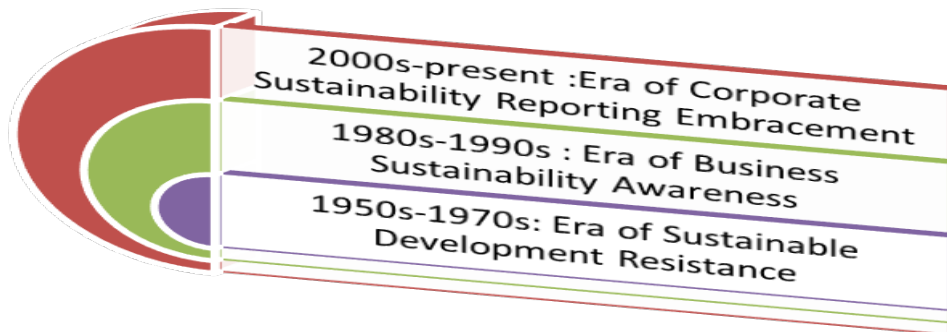 2000s-present :Era of Corporate
Sustainability Reporting Embracement
1980s-1990s : Era of Business
Sustainability Awareness
1950s-1970s: Era of Sustainable
Development Resistance